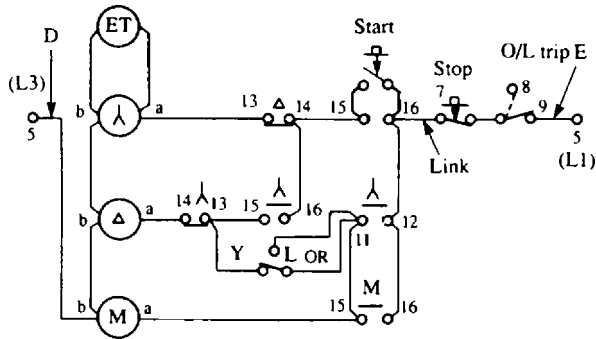 Start
ET
D
O/L trip E
(L3)
Stop
b a 13 Δ 14 15 16 7 8 9
5 5
⅄ Link (L1)
14 ⅄ 13 15 ⅄ 16 ⅄
b Δ a 11 12
Y L OR
b a 15 M 16
M